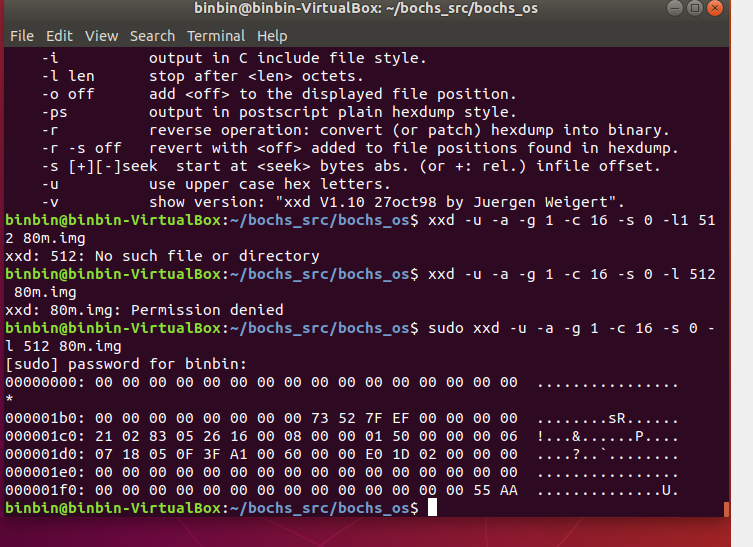 binbin@binbin-VirtualBox: ~/bochs_src/bochs_os
File Edit View Search Terminal Help
-i output in C include file style.
-l len stop after <len> octets.
-o off add <off> to the displayed file position.
-ps output in postscript plain hexdump style.
-r reverse operation: convert (or patch) hexdump into binary.
-r -s off revert with <off> added to file positions found in hexdump.
-s [+][-]seek start at <seek> bytes abs. (or +: rel.) infile offset.
-u use upper case hex letters.
-v show version: "xxd V1.10 27oct98 by Juergen Weigert".
binbin@binbin-VirtualBox:~/bochs_src/bochs_os$ xxd -u -a -g 1 -c 16 -s 0 -l1 51
2 80m.img
xxd: 512: No such file or directory
binbin@binbin-VirtualBox:~/bochs_src/bochs_os$ xxd -u -a -g 1 -c 16 -s 0 -l 512
80m.img
xxd: 80m.img: Permission denied
binbin@binbin-VirtualBox:~/bochs_src/bochs_os$ sudo xxd -u -a -g 1 -c 16 -s 0 -
l 512 80m.img
[sudo] password for binbin:
00000000: 00 00 00 00 00 00 00 00 00 00 00 00 00 00 00 00 ................
*
000001b0: 00 00 00 00 00 00 00 00 73 52 7F EF 00 00 00 00 ........sR......
000001c0: 21 02 83 05 26 16 00 08 00 00 01 50 00 00 00 06 !...&......P....
000001d0: 07 18 05 0F 3F A1 00 60 00 00 E0 1D 02 00 00 00 ....?..`........
000001e0: 00 00 00 00 00 00 00 00 00 00 00 00 00 00 00 00 ................
000001f0: 00 00 00 00 00 00 00 00 00 00 00 00 00 00 55 AA ..............U.
binbin@binbin-VirtualBox:~/bochs_src/bochs_os$